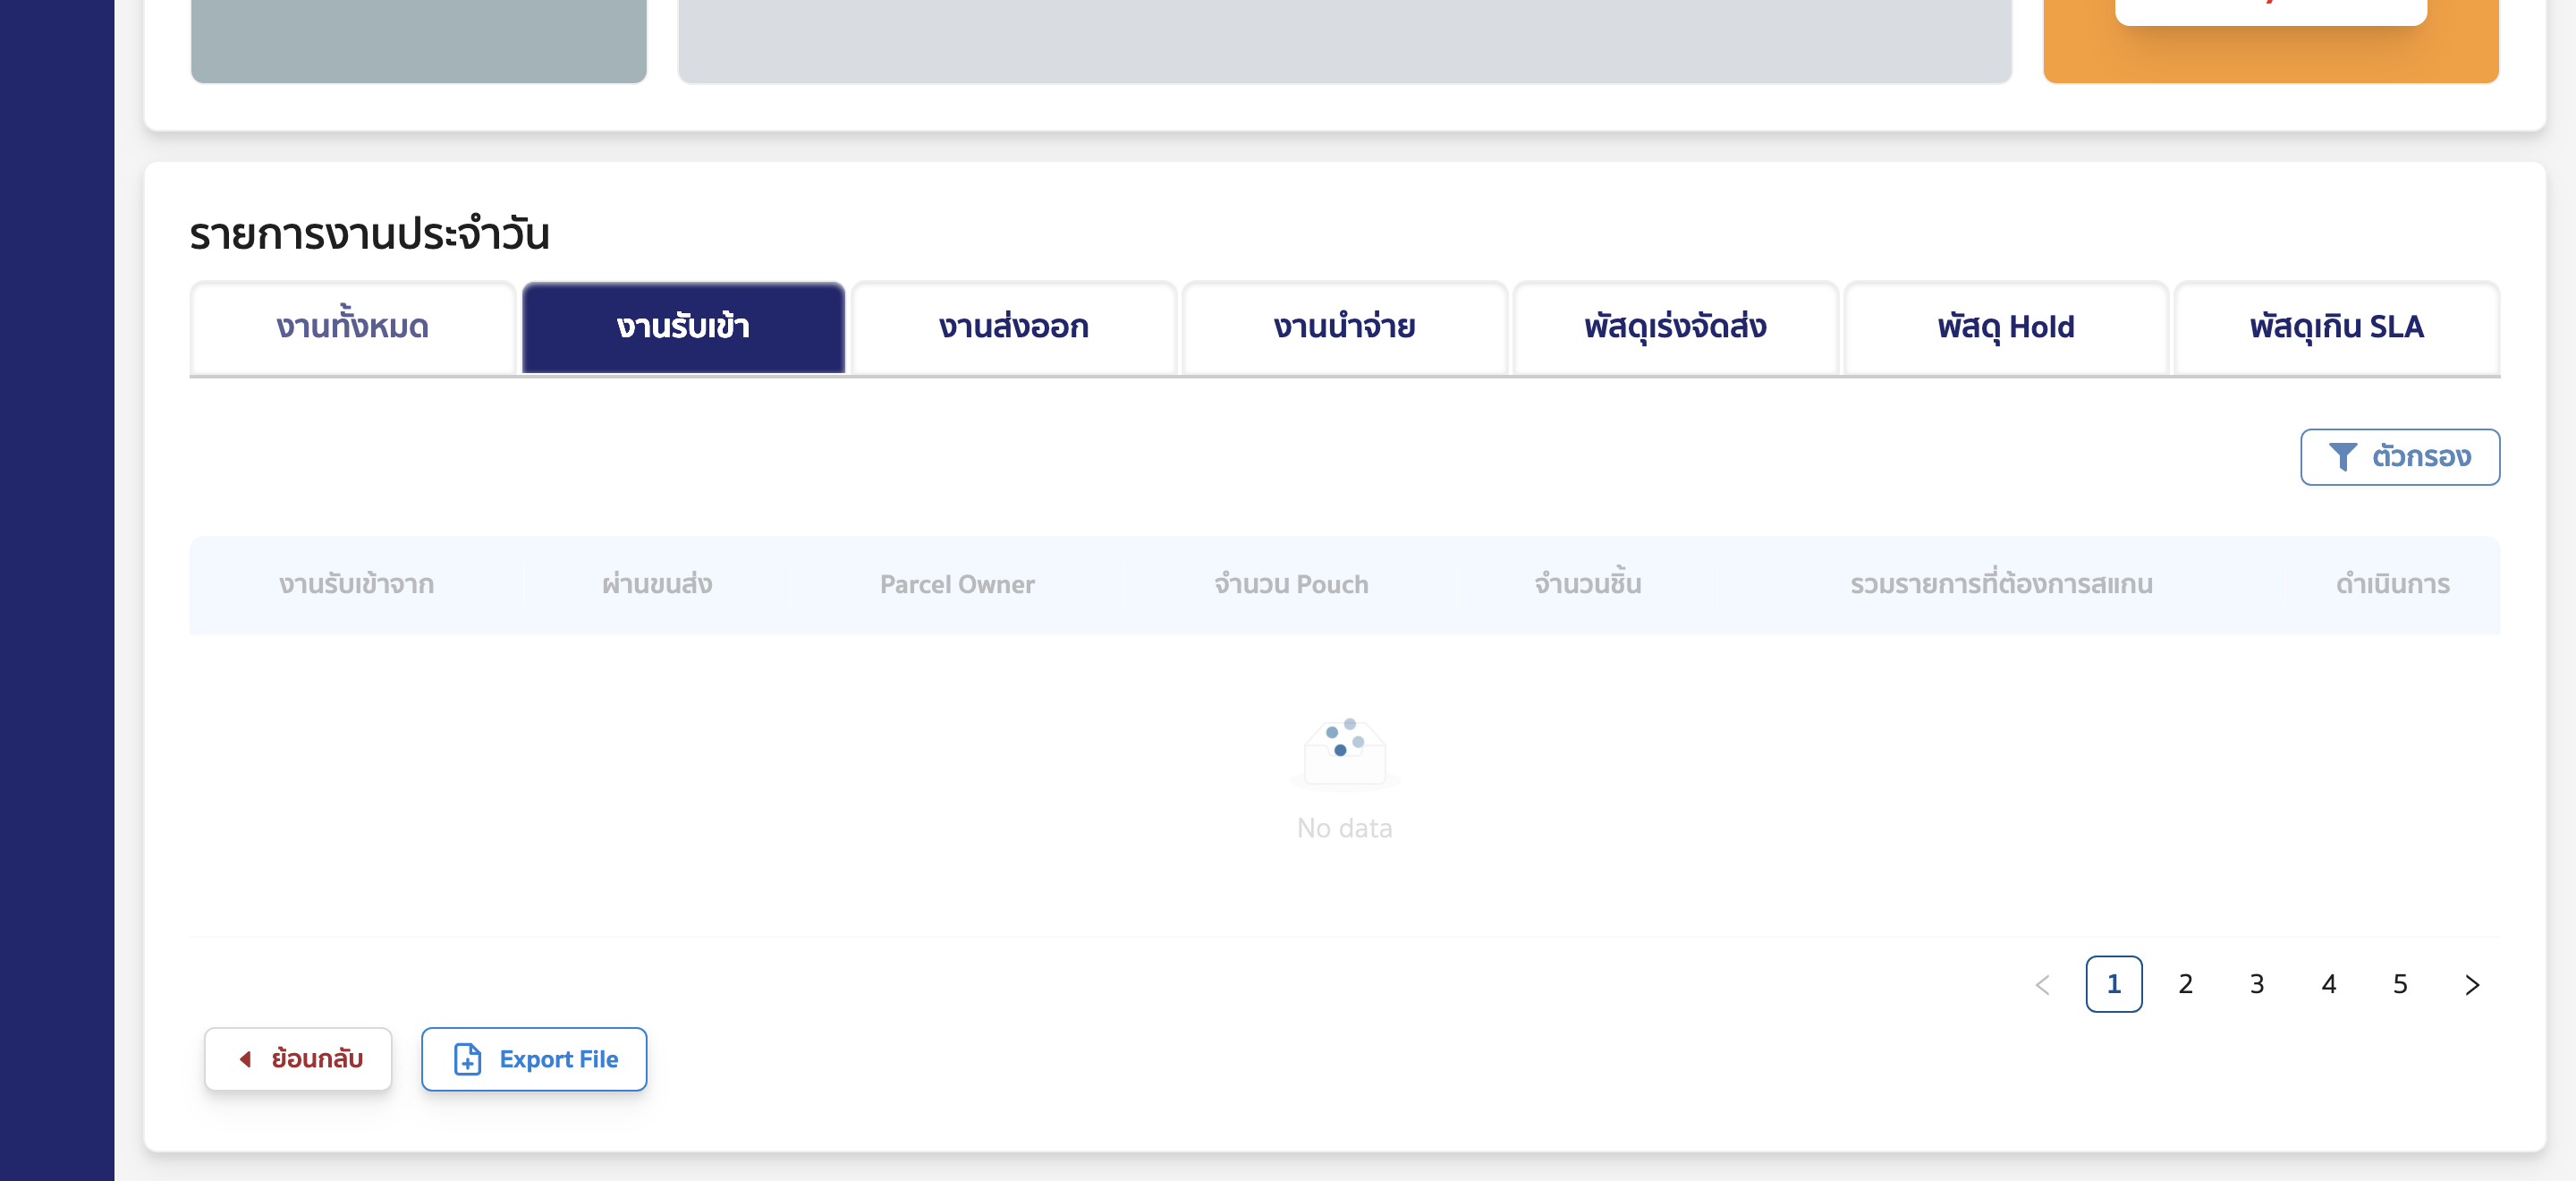 รายการงานประจำวัน
งานทั้งหมด งานรับเข้า งานส่งออก งานนำจ่าย พัสดุเร่งจัดส่ง พัสดุ Hold พัสดุเกิน SLA
ตัวกรอง
งานรับเข้าจาก ผ่านขนส่ง Parcel Owner จำนวน Pouch จำนวนชิ้น รวมรายการที่ต้องการสแกน ดำเนินการ
No data
< 1 2 3 4 5 >
ย้อนกลับ Export File